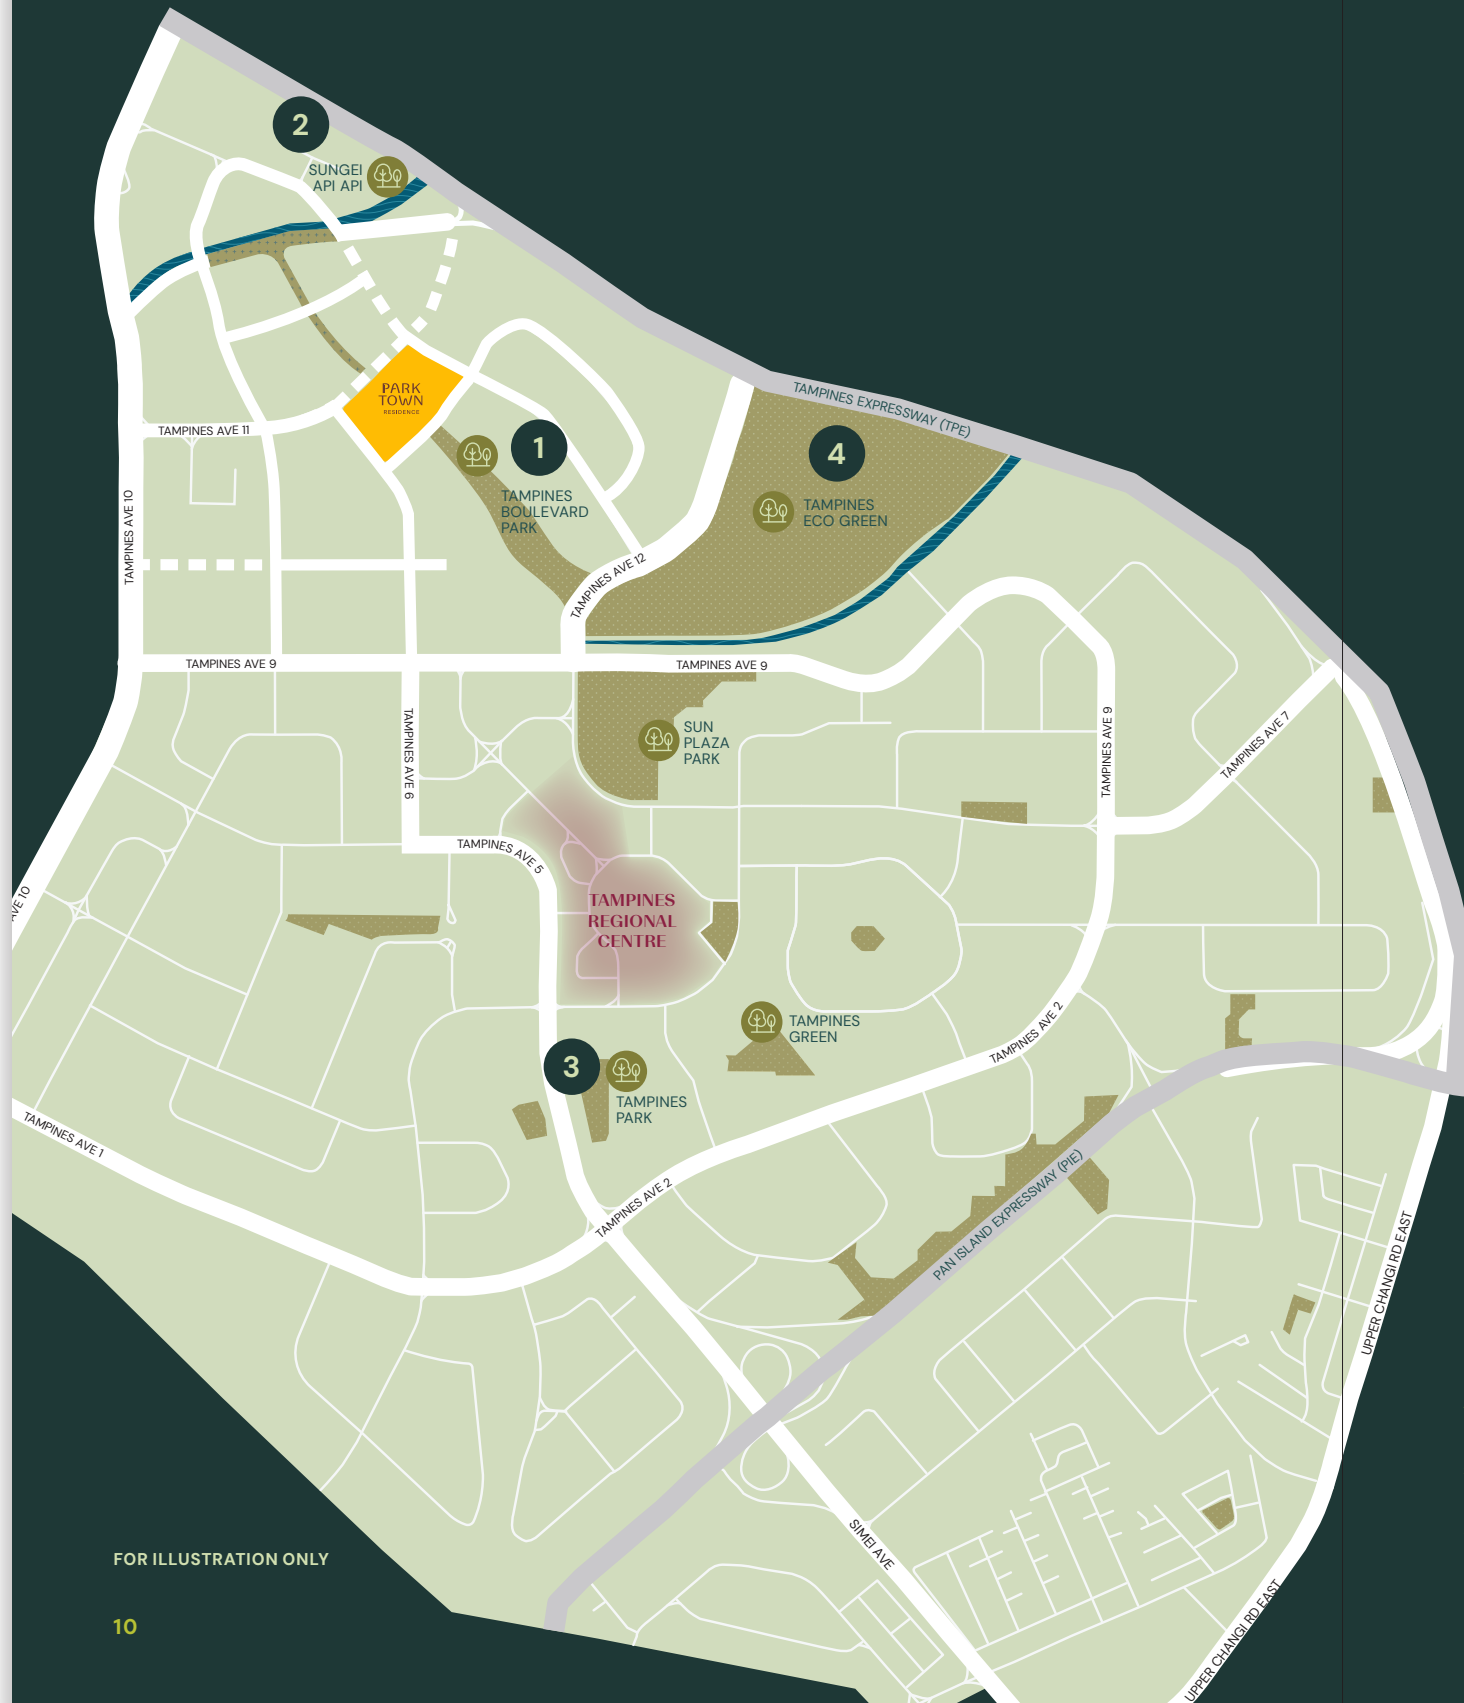 2
SUNGEI
API API
PARK
TOWN
RESIDENCE
TAMPINES EXPRESSWAY (TPE)
TAMPINES AVE 11
1
TAMPINES
BOULEVARD
PARK
4
TAMPINES
ECO GREEN
TAMPINES AVE 10
TAMPINES AVE 12
TAMPINES AVE 9
TAMPINES AVE 9
TAMPINES AVE 6
SUN
PLAZA
PARK
TAMPINES AVE 9
TAMPINES AVE 7
TAMPINES AVE 5
AVE 10
TAMPINES
REGIONAL
CENTRE
TAMPINES
GREEN
TAMPINES AVE 2
3
TAMPINES
PARK
TAMPINES AVE 1
TAMPINES AVE 2
PAN ISLAND EXPRESSWAY (PIE)
UPPER CHANGI RD EAST
SIMEI AVE
UPPER CHANGI RD EAST
FOR ILLUSTRATION ONLY
10